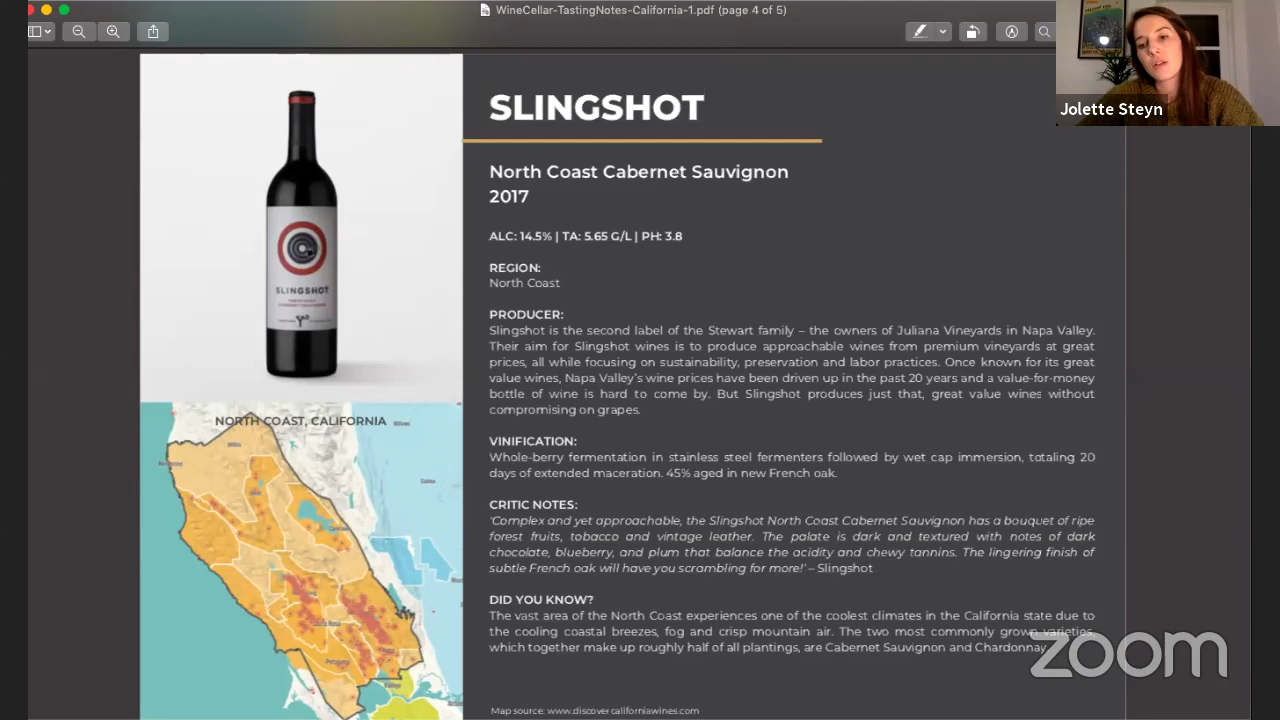 WineCellar-TastingNotes-California-1.pdf (page 4 of 5)
Jolette Steyn
SLINGSHOT
North Coast Cabernet Sauvignon
2017
ALC: 14.5% | TA: 5.65 G/L | PH: 3.8
REGION:
North Coast
PRODUCER:
Slingshot is the second label of the Stewart family – the owners of Juliana Vineyards in Napa Valley.
Their aim for Slingshot wines is to produce approachable wines from premium vineyards at great
prices, all while focusing on sustainability, preservation and labor practices. Once known for its great
value wines, Napa Valley's wine prices have been driven up in the past 20 years and a value-for-money
bottle of wine is hard to come by. But Slingshot produces just that, great value wines without
compromising on grapes.
VINIFICATION:
Whole-berry fermentation in stainless steel fermenters followed by wet cap immersion, totaling 20
days of extended maceration. 45% aged in new French oak.
CRITIC NOTES:
'Complex and yet approachable, the Slingshot North Coast Cabernet Sauvignon has a bouquet of ripe
forest fruits, tobacco and vintage leather. The palate is dark and textured with notes of dark
chocolate, blueberry, and plum that balance the acidity and chewy tannins. The lingering finish of
subtle French oak will have you scrambling for more!' – Slingshot
DID YOU KNOW?
The vast area of the North Coast experiences one of the coolest climates in the California state due to
the cooling coastal breezes, fog and crisp mountain air. The two most commonly grown varieties,
which together make up roughly half of all plantings, are Cabernet Sauvignon and Chardonnay.
Map source: www.discovercaliforniawines.com
SLINGSHOT
NORTH COAST, CALIFORNIA
zoom